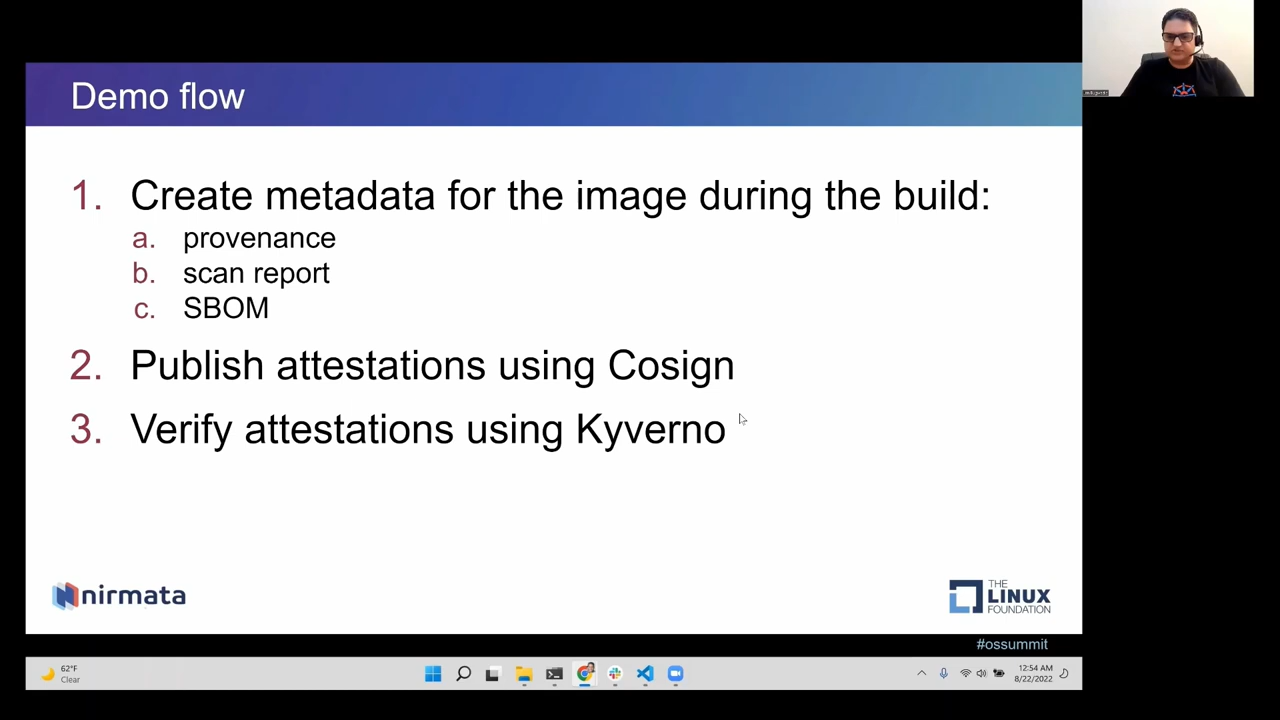 Demo flow
1. Create metadata for the image during the build:
a. provenance
b. scan report
c. SBOM
2. Publish attestations using Cosign
3. Verify attestations using Kyverno
nirmata
THE
LINUX
FOUNDATION
#ossummit
62°F
Clear
12:54 AM
8/22/2022